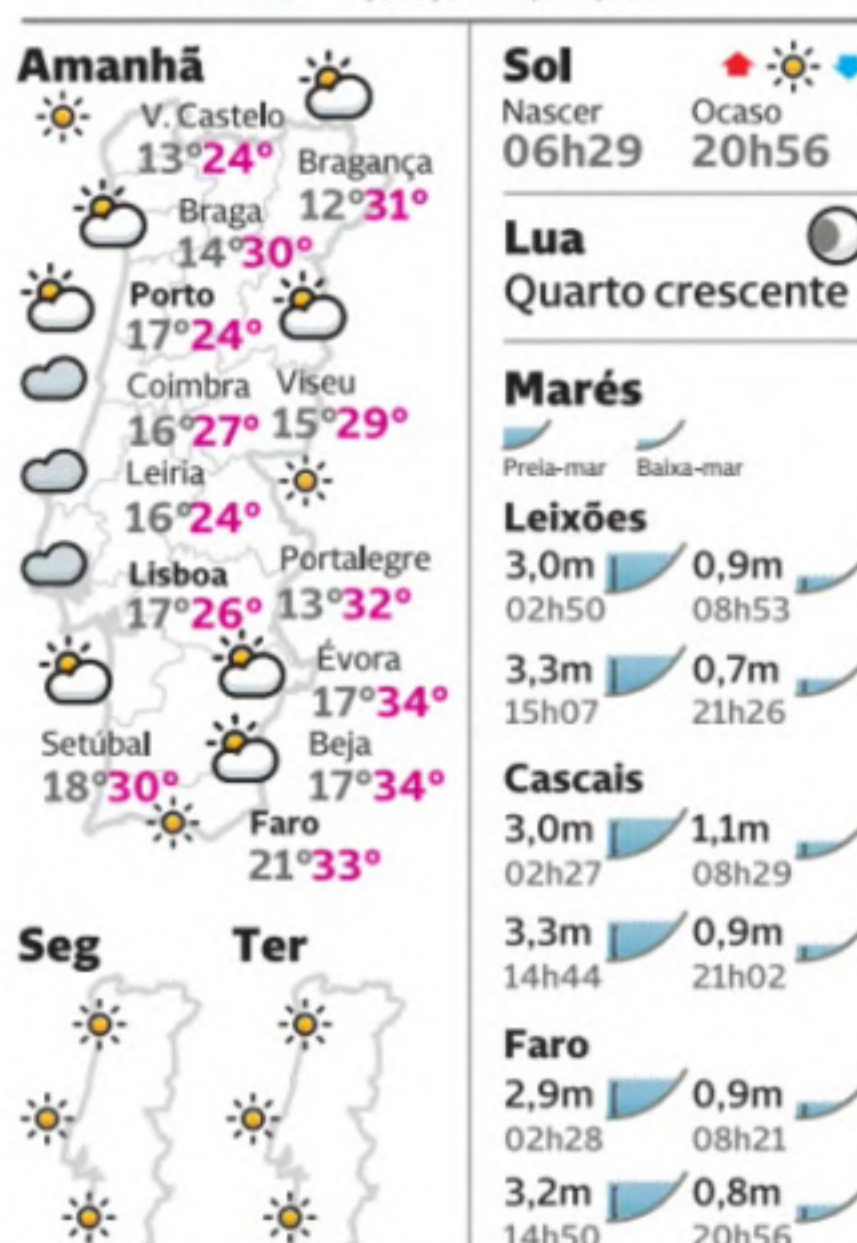 Amanhã
V. Castelo
13° 24°
Bragança
12° 31°
Braga
14° 30°
Porto
17° 24°
Coimbra
16° 27°
Viseu
15° 29°
Leiria
16° 24°
Lisboa
17° 26°
Portalegre
13° 32°
Évora
17° 34°
Setúbal
18° 30°
Beja
17° 34°
Faro
21° 33°
Seg Ter
Sol
Nascer Ocaso
06h29 20h56
Lua
Quarto crescente
Marés
Preia-mar Baixa-mar
Leixões
3,0m 0,9m
02h50 08h53
3,3m 0,7m
15h07 21h26
Cascais
3,0m 1,1m
02h27 08h29
3,3m 0,9m
14h44 21h02
Faro
2,9m 0,9m
02h28 08h21
3,2m 0,8m
14h50 20h56